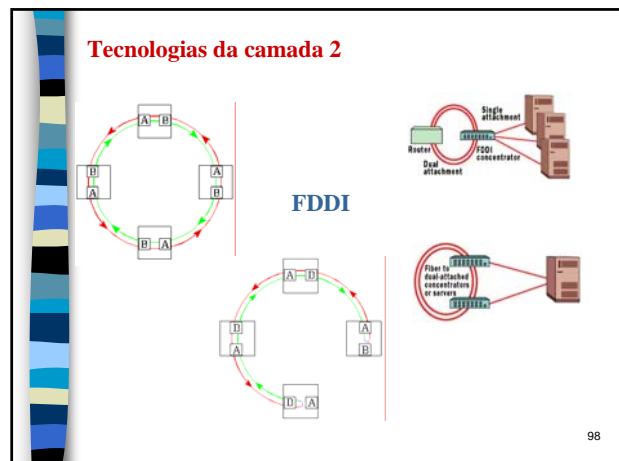 Tecnologias da camada 2
A B
B
A
A
B
B A
FDDI
Single
attachment
Router
Dual
attachment
FDDI
concentrator
A D
D
A
A
B
D A
Fiber to
dual-attached
concentrators
or servers
98